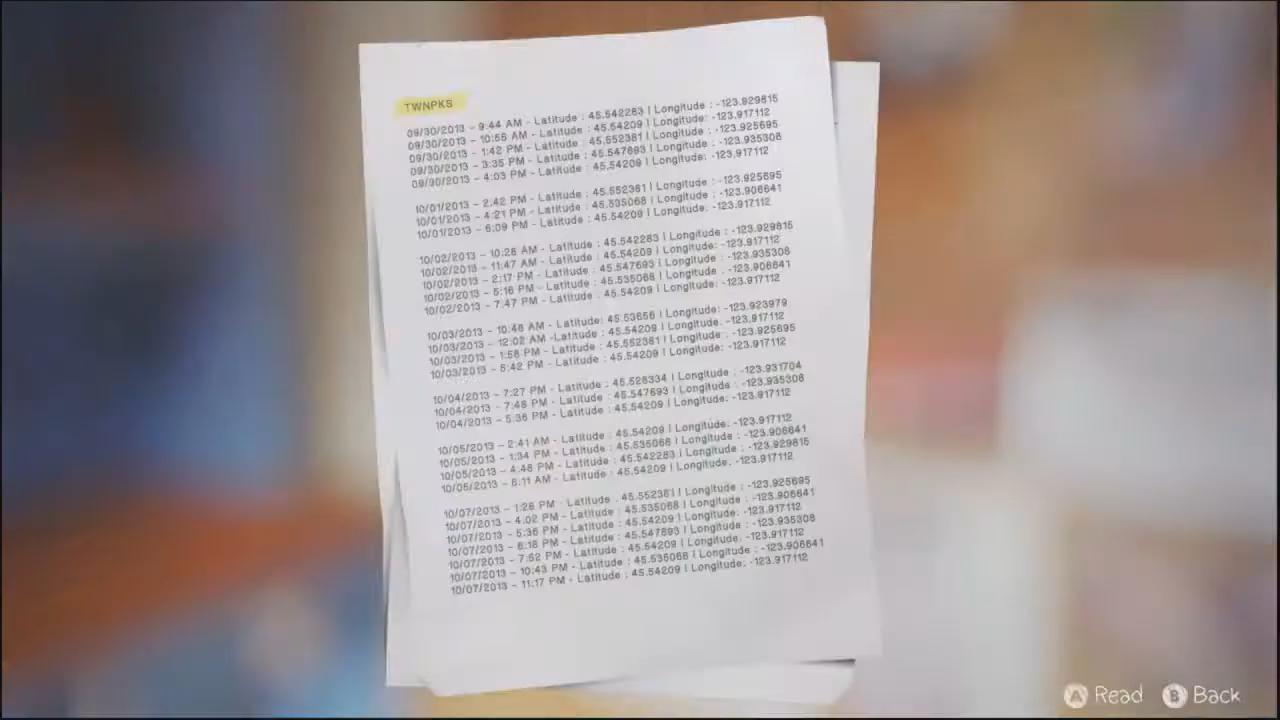 TWNPKS
09/30/2013 - 9:44 AM - Latitude : 45.542283 | Longitude : -123.929815
09/30/2013 - 10:56 AM - Latitude : 45.54209 | Longitude: -123.917112
09/30/2013 - 1:42 PM - Latitude : 45.552381 | Longitude : -123.925695
09/30/2013 - 3:35 PM - Latitude : 45.547693 | Longitude : -123.935308
09/30/2013 - 4:03 PM - Latitude : 45.54209 | Longitude: -123.917112
10/01/2013 - 2:42 PM - Latitude : 45.552381 | Longitude : -123.925695
10/01/2013 - 4:21 PM - Latitude : 45.535068 | Longitude : -123.906641
10/01/2013 - 6:09 PM - Latitude : 45.54209 | Longitude: -123.917112
10/02/2013 - 10:28 AM - Latitude : 45.542283 | Longitude : -123.929815
10/02/2013 - 11:47 AM - Latitude : 45.54209 | Longitude: -123.917112
10/02/2013 - 2:17 PM - Latitude : 45.547693 | Longitude : -123.935308
10/02/2013 - 5:16 PM - Latitude : 45.535068 | Longitude : -123.906641
10/02/2013 - 7:47 PM - Latitude : 45.54209 | Longitude: -123.917112
10/03/2013 - 10:48 AM - Latitude: 45.53656 | Longitude: -123.923979
10/03/2013 - 12:02 AM -Latitude : 45.54209 | Longitude: -123.917112
10/03/2013 - 1:58 PM - Latitude : 45.552381 | Longitude : -123.925695
10/03/2013 - 5:42 PM - Latitude : 45.54209 | Longitude: -123.917112
10/04/2013 - 7:27 PM - Latitude : 45.528334 | Longitude : -123.931704
10/04/2013 - 7:48 PM - Latitude : 45.547693 | Longitude : -123.935308
10/04/2013 - 5:36 PM - Latitude : 45.54209 | Longitude: -123.917112
10/05/2013 - 2:41 AM - Latitude : 45.54209 | Longitude: -123.917112
10/05/2013 - 1:34 PM - Latitude : 45.535068 | Longitude : -123.906641
10/05/2013 - 4:48 PM - Latitude : 45.542283 | Longitude : -123.929815
10/05/2013 - 6:11 AM - Latitude : 45.54209 | Longitude: -123.917112
10/07/2013 - 1:28 PM - Latitude : 45.552381 | Longitude : -123.925695
10/07/2013 - 4:02 PM - Latitude : 45.535068 | Longitude : -123.906641
10/07/2013 - 5:36 PM - Latitude : 45.54209 | Longitude: -123.917112
10/07/2013 - 6:18 PM - Latitude : 45.547693 | Longitude : -123.935308
10/07/2013 - 7:52 PM - Latitude : 45.54209 | Longitude: -123.917112
10/07/2013 - 10:43 PM - Latitude : 45.535068 | Longitude : -123.906641
10/07/2013 - 11:17 PM - Latitude : 45.54209 | Longitude: -123.917112
A Read B Back